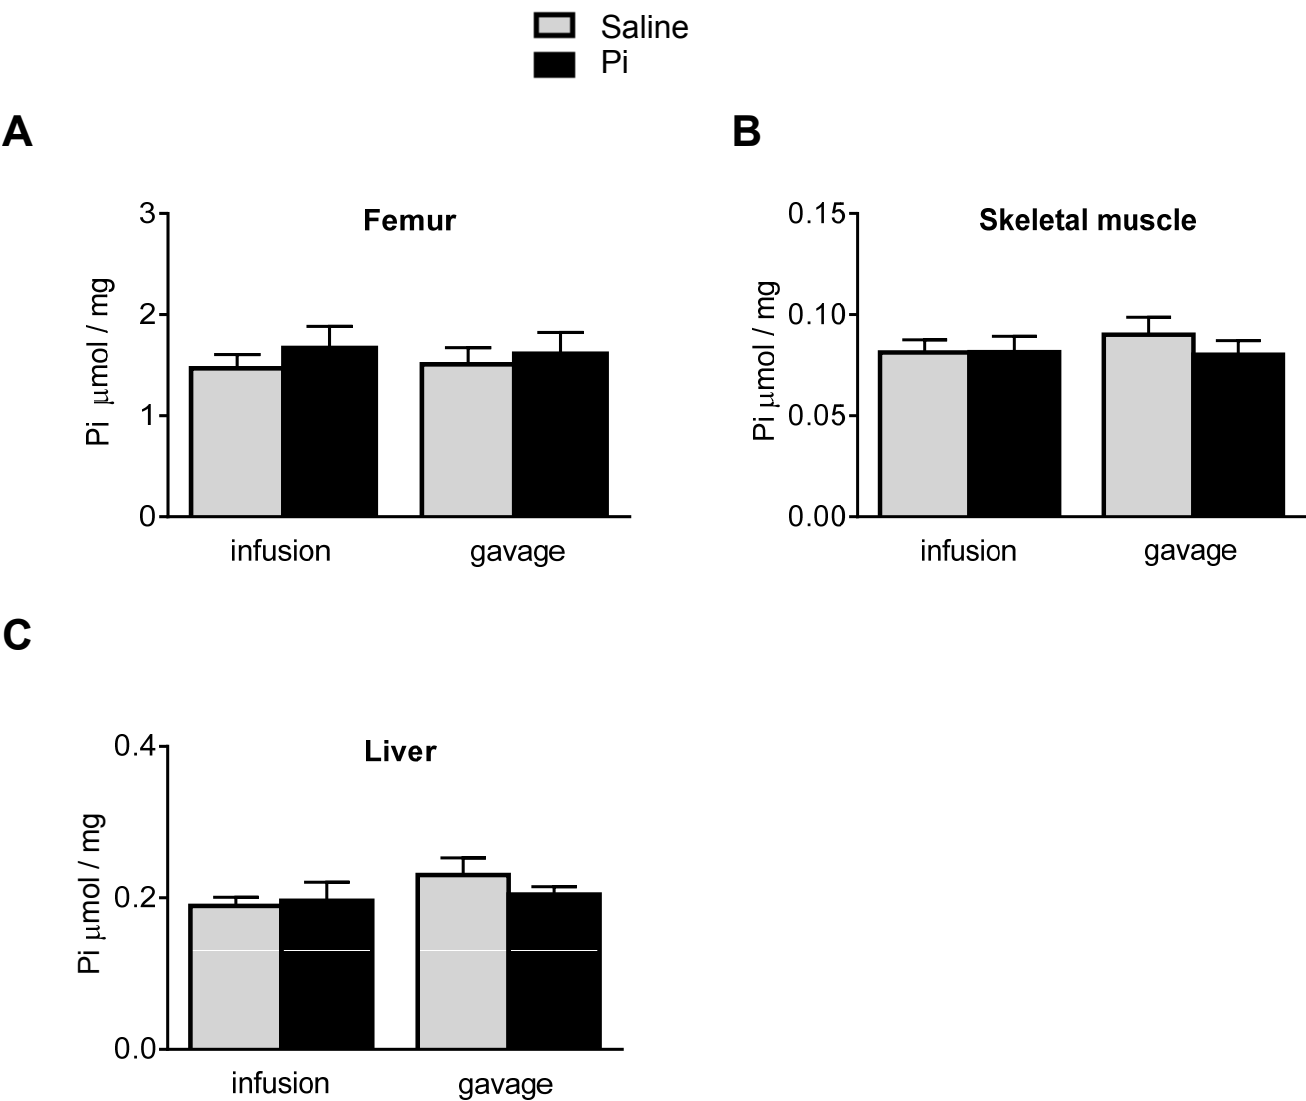 Saline
Pi
A
Femur
3
2
1
0
Pi μmol / mg
infusion gavage
B
Skeletal muscle
0.15
0.10
0.05
0.00
Pi μmol / mg
infusion gavage
C
Liver
0.4
0.2
0.0
Pi μmol / mg
infusion gavage